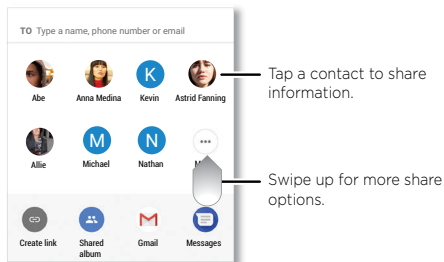 TO Type a name, phone number or email
Abe
Anna Medina
K
Kevin
Astrid Fanning
Tap a contact to share
information.
Allie
M
Michael
N
Nathan
Swipe up for more share
options.
Create link
Shared
album
Gmail
Messages